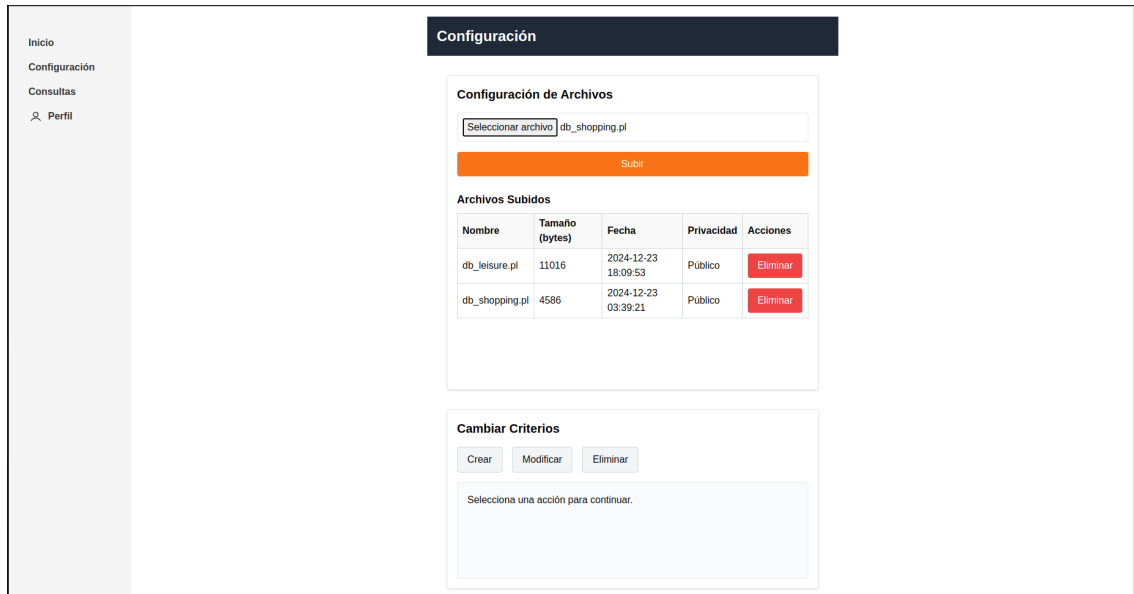 Inicio
Configuración
Consultas
Perfil
Configuración
Configuración de Archivos
Seleccionar archivo db_shopping.pl
Subir
Archivos Subidos
Nombre Tamaño (bytes) Fecha Privacidad Acciones
db_leisure.pl 11016 2024-12-23 18:09:53 Público Eliminar
db_shopping.pl 4586 2024-12-23 03:39:21 Público Eliminar
Cambiar Criterios
Crear Modificar Eliminar
Selecciona una acción para continuar.